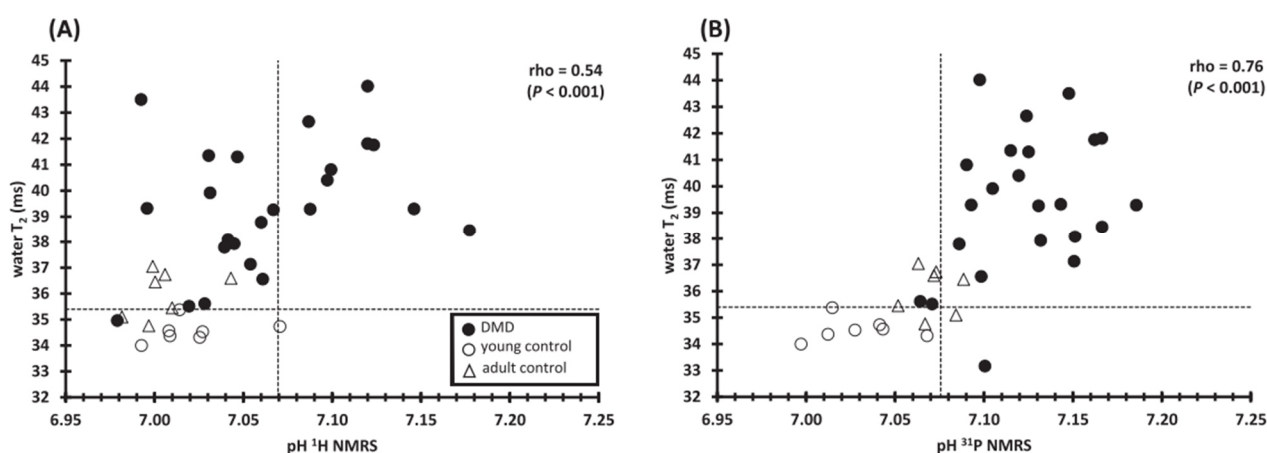 (A)
rho = 0.54
(P < 0.001)
45
44
43
42
41
40
39
38
37
36
35
34
33
32
water T2 (ms)
DMD
young control
adult control
6.95 7.00 7.05 7.10 7.15 7.20 7.25
pH 1H NMRS
(B)
rho = 0.76
(P < 0.001)
45
44
43
42
41
40
39
38
37
36
35
34
33
32
water T2 (ms)
6.95 7.00 7.05 7.10 7.15 7.20 7.25
pH 31P NMRS